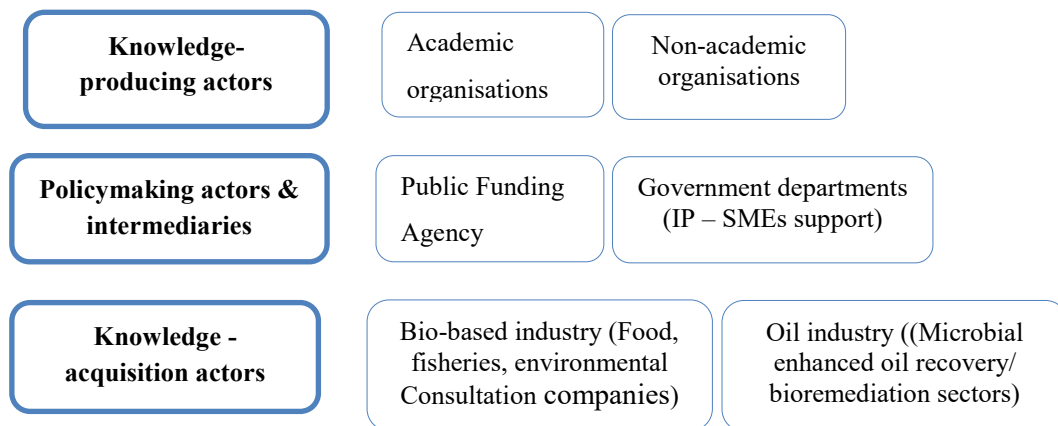 Knowledge-
producing actors
Academic
organisations
Non-academic
organisations
Policymaking actors &
intermediaries
Public Funding
Agency
Government departments
(IP – SMEs support)
Knowledge -
acquisition actors
Bio-based industry (Food,
fisheries, environmental
Consultation companies)
Oil industry ((Microbial
enhanced oil recovery/
bioremediation sectors)